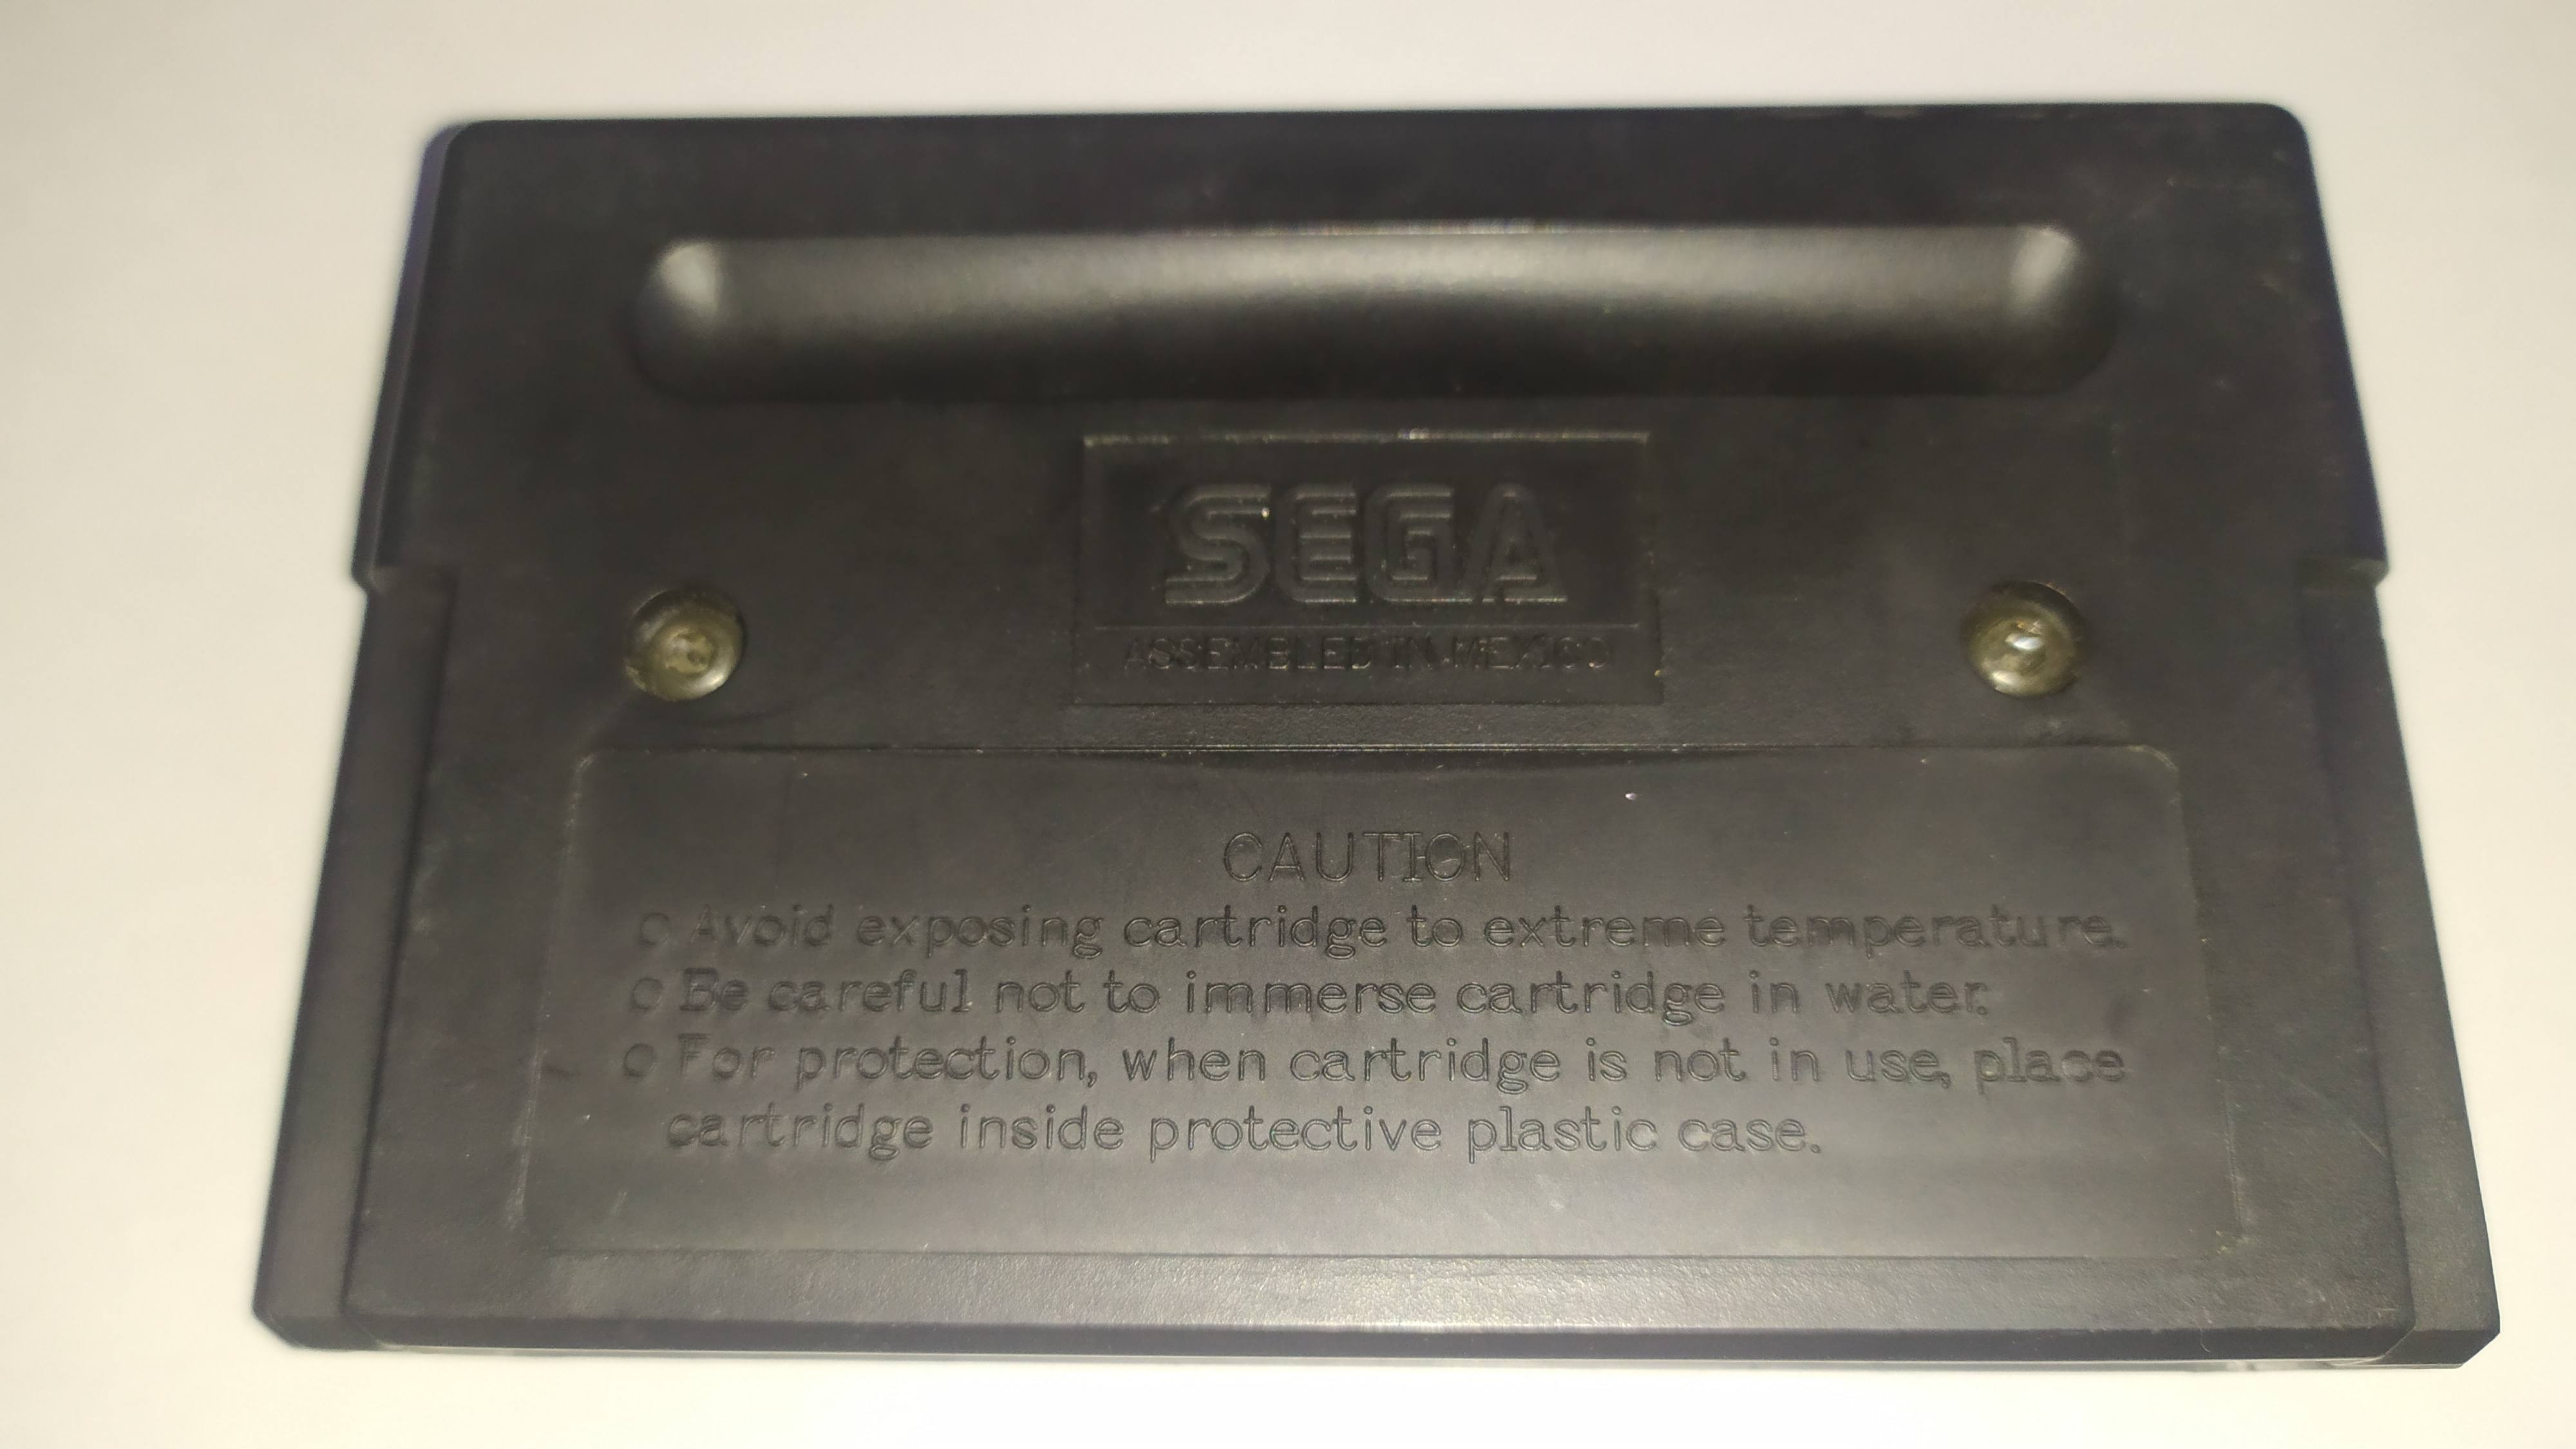 SEGA
ASSEMBLED IN MEXICO
CAUTION
○ Avoid exposing cartridge to extreme temperature.
○ Be careful not to immerse cartridge in water.
○ For protection, when cartridge is not in use, place
cartridge inside protective plastic case.